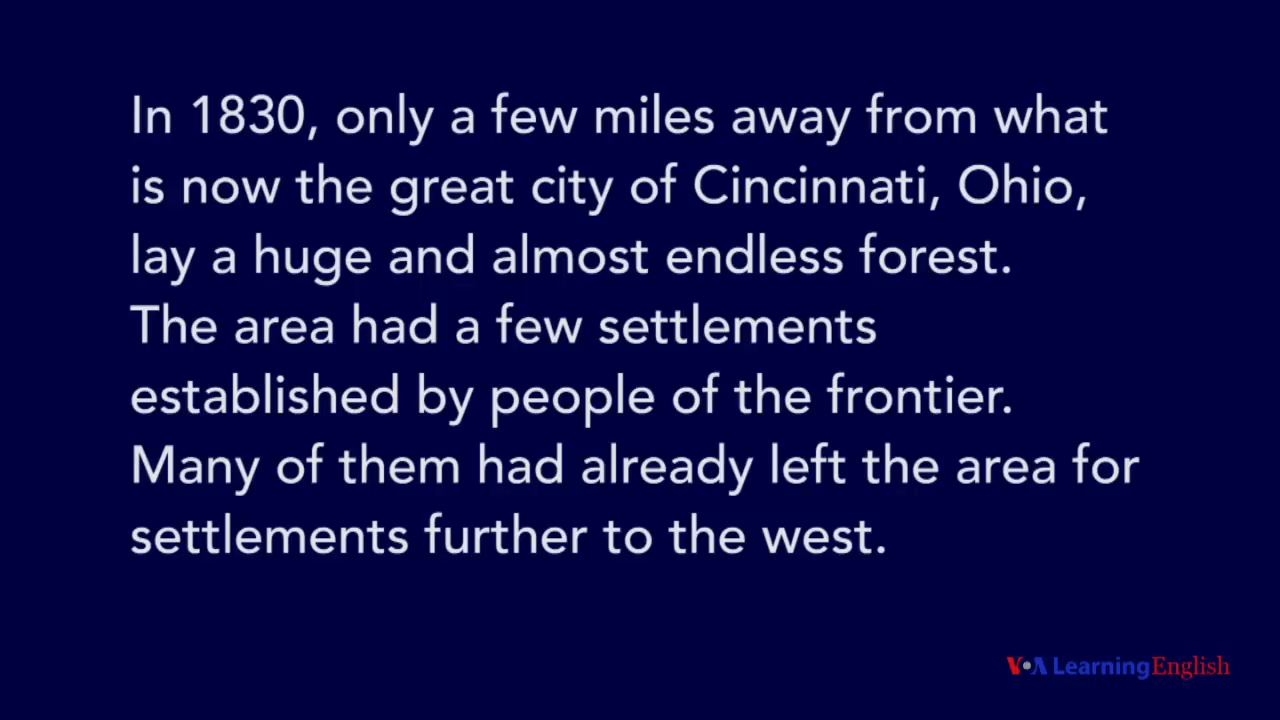 In 1830, only a few miles away from what
is now the great city of Cincinnati, Ohio,
lay a huge and almost endless forest.
The area had a few settlements
established by people of the frontier.
Many of them had already left the area for
settlements further to the west.
VOA Learning English